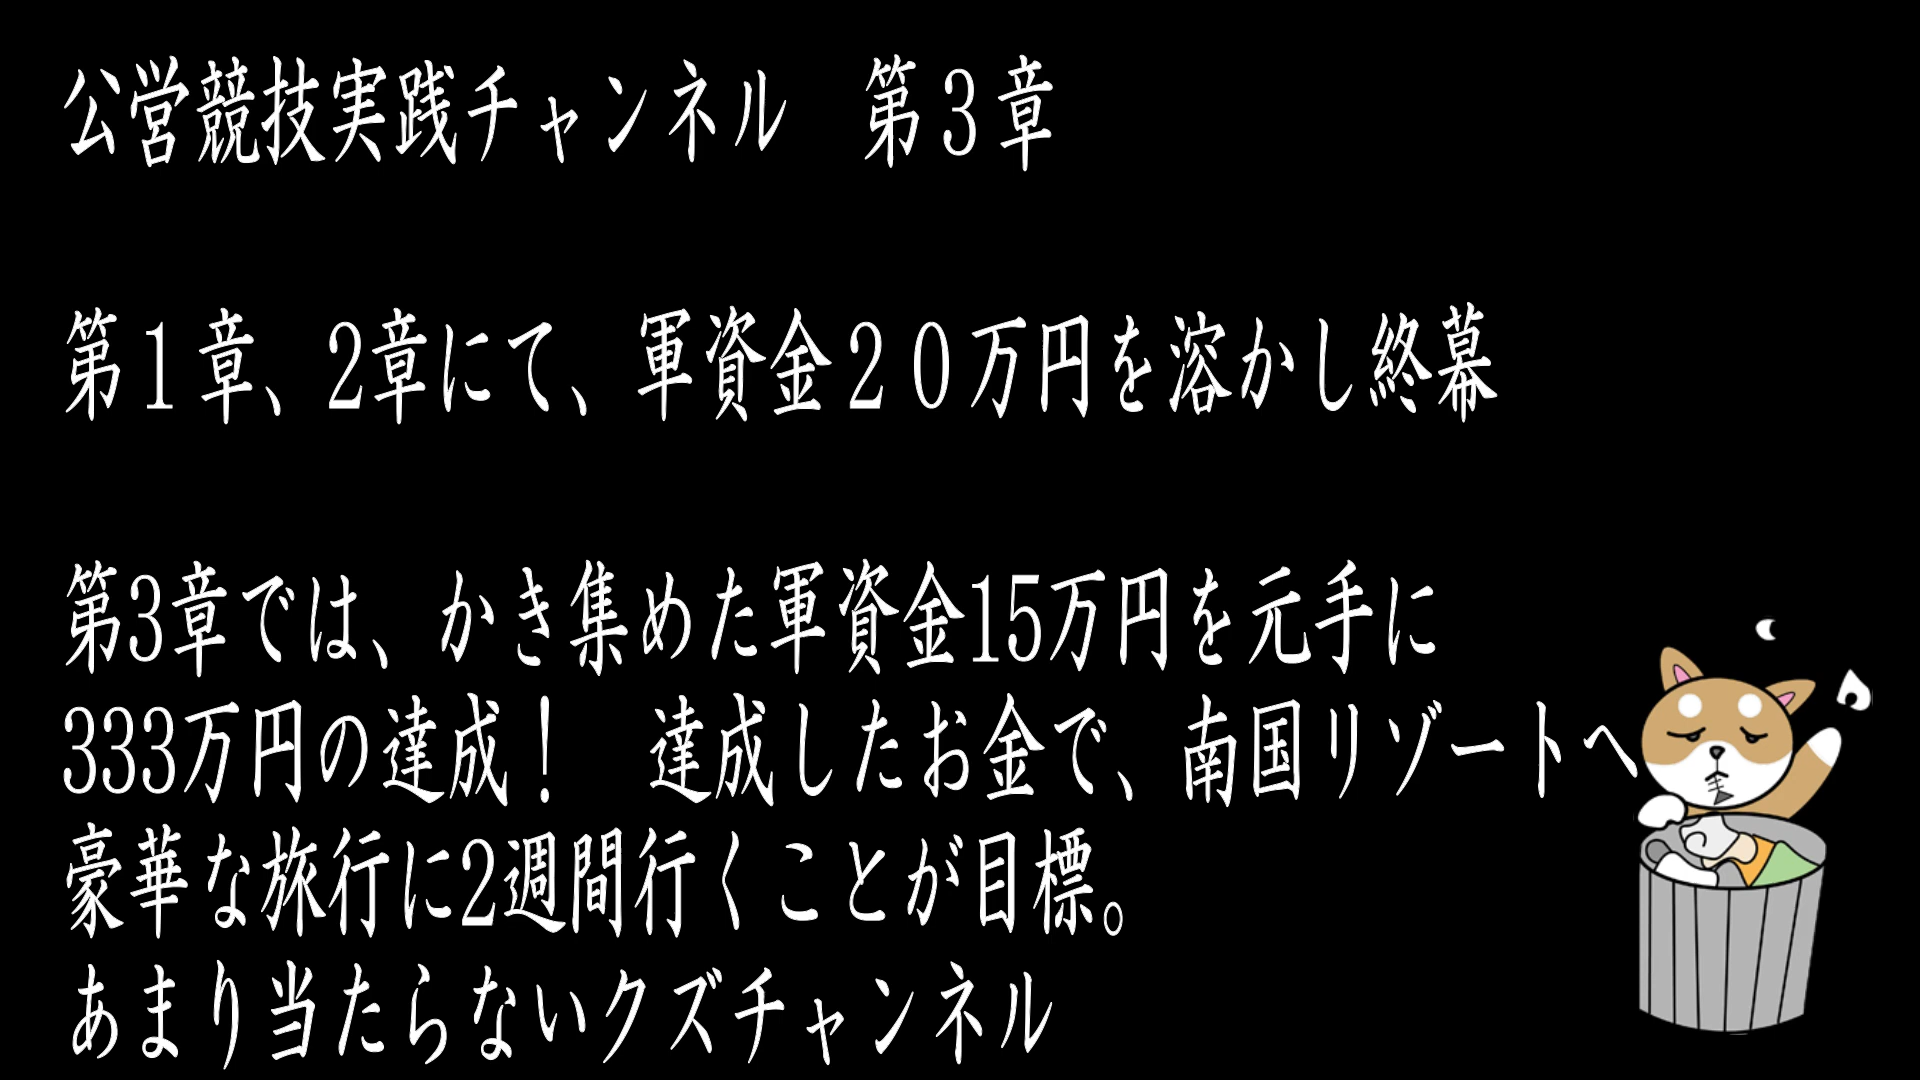 公営競技実践チャンネル　第３章
第１章、2章にて、軍資金２０万円を溶かし終幕
第3章では、かき集めた軍資金15万円を元手に
333万円の達成！　達成したお金で、南国リゾートへ
豪華な旅行に2週間行くことが目標。
あまり当たらないクズチャンネル